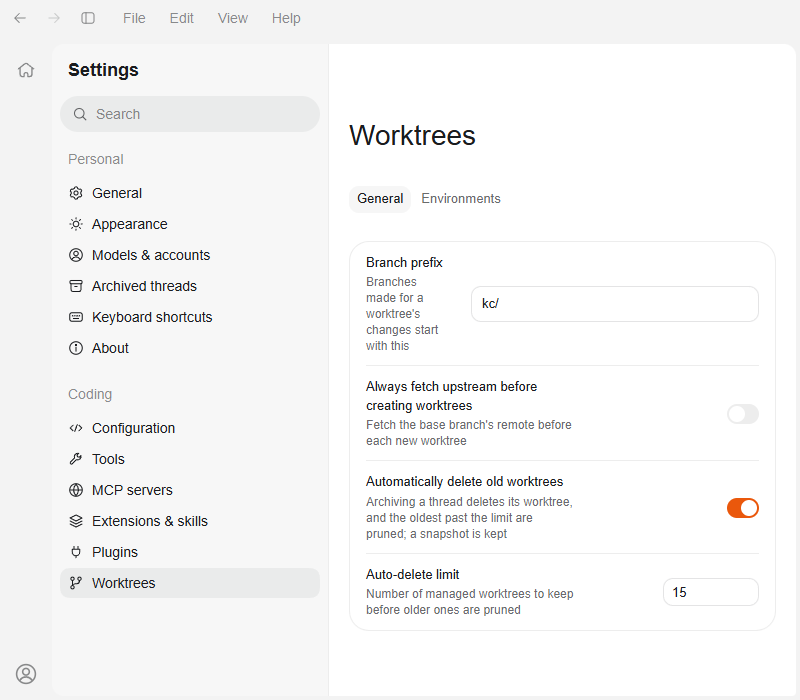 File Edit View Help
Settings
Search
Personal
General
Appearance
Models & accounts
Archived threads
Keyboard shortcuts
About
Coding
Configuration
Tools
MCP servers
Extensions & skills
Plugins
Worktrees
Worktrees
General Environments
Branch prefix
Branches
made for a
worktree's
changes start
with this
kc/
Always fetch upstream before
creating worktrees
Fetch the base branch's remote before
each new worktree
Automatically delete old worktrees
Archiving a thread deletes its worktree,
and the oldest past the limit are
pruned; a snapshot is kept
Auto-delete limit
Number of managed worktrees to keep
before older ones are pruned
15